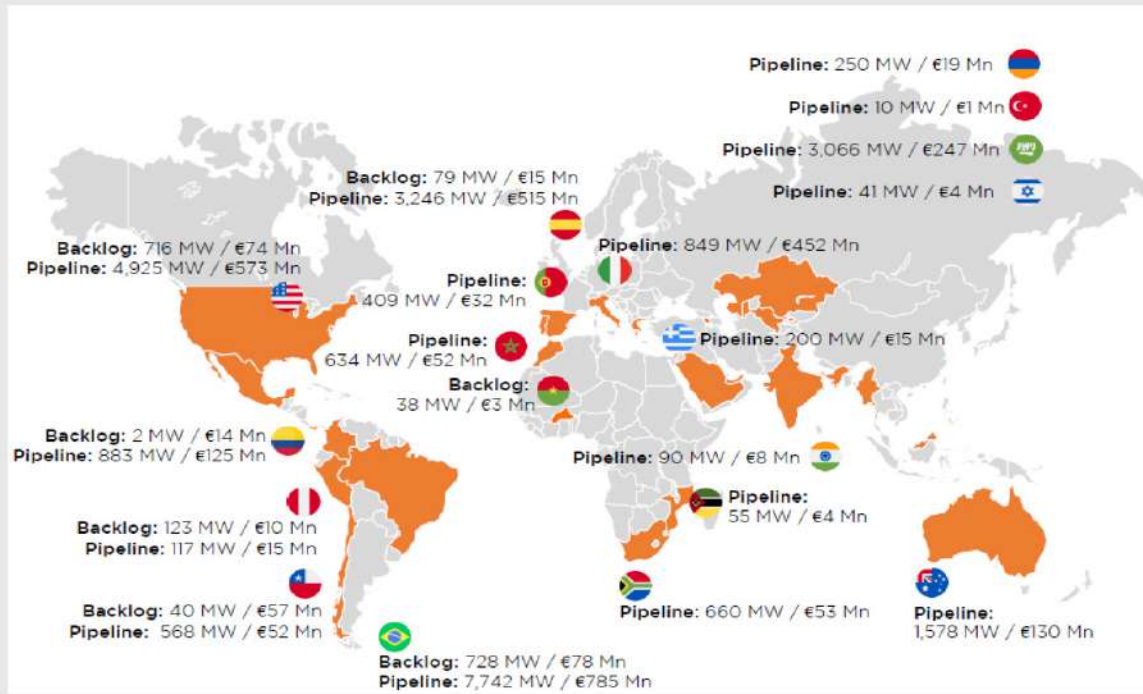 Pipeline: 250 MW / €19 Mn
Pipeline: 10 MW / €1 Mn
Pipeline: 3,066 MW / €247 Mn
Pipeline: 41 MW / €4 Mn
Backlog: 79 MW / €15 Mn
Pipeline: 3,246 MW / €515 Mn
Backlog: 716 MW / €74 Mn
Pipeline: 4,925 MW / €573 Mn
Pipeline: 849 MW / €452 Mn
Pipeline:
409 MW / €32 Mn
Pipeline:
634 MW / €52 Mn
Pipeline: 200 MW / €15 Mn
Backlog:
38 MW / €3 Mn
Backlog: 2 MW / €14 Mn
Pipeline: 883 MW / €125 Mn
Pipeline: 90 MW / €8 Mn
Pipeline:
55 MW / €4 Mn
Backlog: 123 MW / €10 Mn
Pipeline: 117 MW / €15 Mn
Backlog: 40 MW / €57 Mn
Pipeline: 568 MW / €52 Mn
Pipeline: 660 MW / €53 Mn
Pipeline:
1,578 MW / €130 Mn
Backlog: 728 MW / €78 Mn
Pipeline: 7,742 MW / €785 Mn